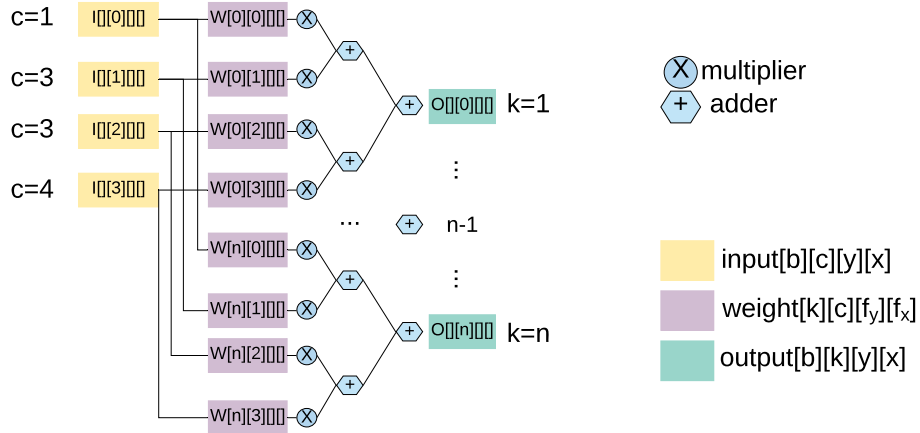 c=1 I[][0][][] W[0][0][][] X
+
c=3 I[][1][][] W[0][1][][] X
X multiplier
+ O[][0][][] k=1
+ adder
c=3 I[][2][][] W[0][2][][] X
+
⋮
c=4 I[][3][][] W[0][3][][] X
... + n-1
W[n][0][][] X
input[b][c][y][x]
+
⋮
W[n][1][][] X
weight[k][c][fy][fx]
+ O[][n][][] k=n
W[n][2][][] X
output[b][k][y][x]
+
W[n][3][][] X